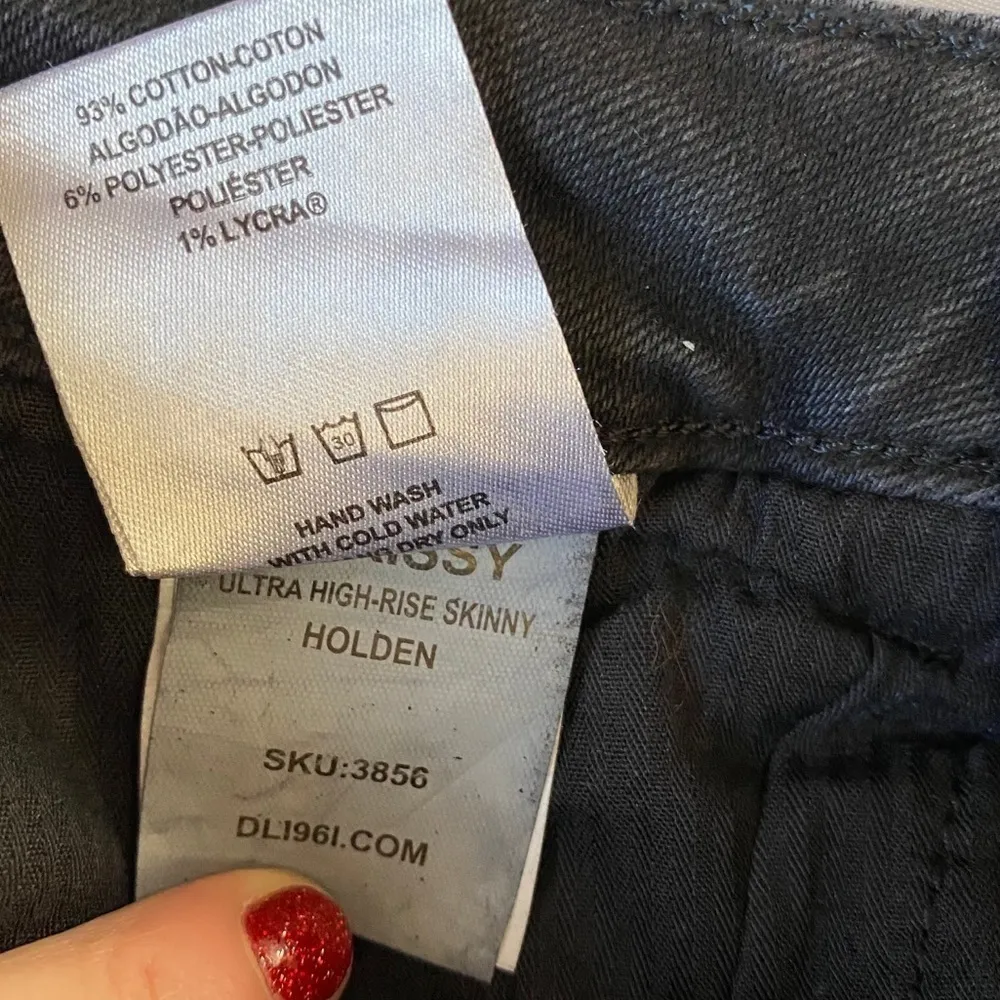 93% COTTON-COTON
ALGODÃO-ALGODON
6% POLYESTER-POLIESTER
POLIÉSTER
1% LYCRA®
30
HAND WASH
WITH COLD WATER
DRY ONLY
ULTRA HIGH-RISE SKINNY
HOLDEN
SKU:3856
DL1961.COM